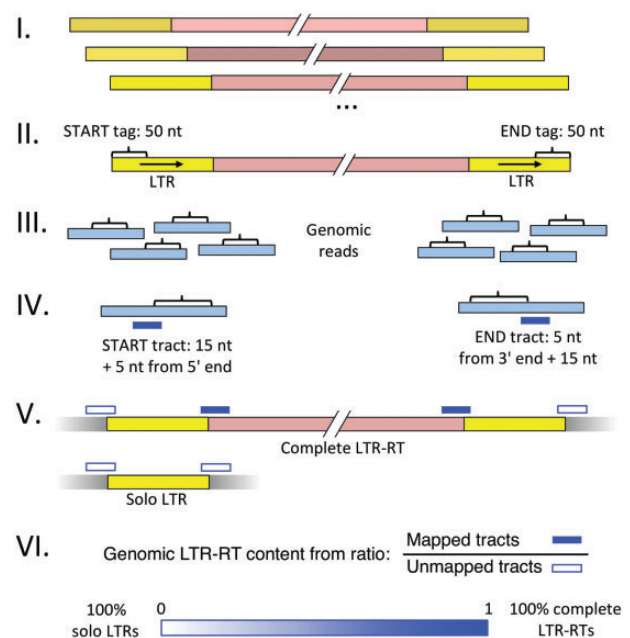 I.
...
II.
START tag: 50 nt
END tag: 50 nt
LTR
LTR
III.
Genomic
reads
IV.
START tract: 15 nt
+ 5 nt from 5' end
END tract: 5 nt
from 3' end + 15 nt
V.
Complete LTR-RT
Solo LTR
VI.
Genomic LTR-RT content from ratio:
Mapped tracts
Unmapped tracts
100%
solo LTRs
0
1
100% complete
LTR-RTs